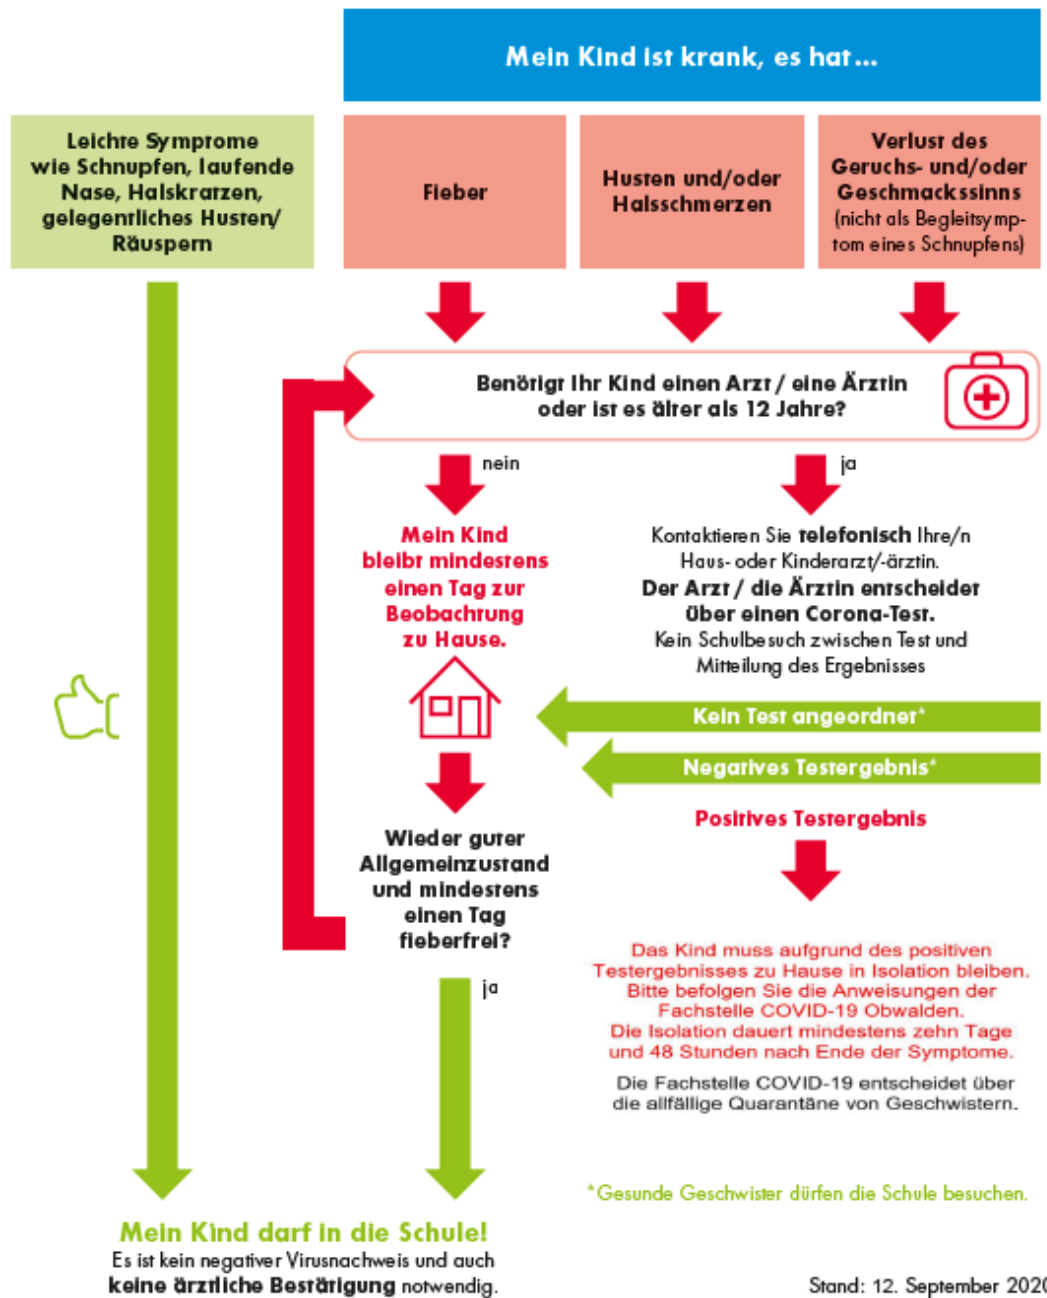 Mein Kind ist krank, es hat...
Leichte Symptome
wie Schnupfen, laufende
Nase, Halskratzen,
gelegentliches Husten/
Räuspern
Fieber
Husten und/oder
Halsschmerzen
Verlust des
Geruchs- und/oder
Geschmackssinns
(nicht als Begleitsymp-
tom eines Schnupfens)
Benötigt Ihr Kind einen Arzt / eine Ärztin
oder ist es älter als 12 Jahre?
nein
ja
Mein Kind
bleibt mindestens
einen Tag zur
Beobachtung
zu Hause.
Kontaktieren Sie telefonisch Ihre/n
Haus- oder Kinderarzt/-ärztin.
Der Arzt / die Ärztin entscheidet
über einen Corona-Test.
Kein Schulbesuch zwischen Test und
Mitteilung des Ergebnisses
Kein Test angeordnet*
Negatives Testergebnis*
Positives Testergebnis
Wieder guter
Allgemeinzustand
und mindestens
einen Tag
fieberfrei?
ja
Das Kind muss aufgrund des positiven
Testergebnisses zu Hause in Isolation bleiben.
Bitte befolgen Sie die Anweisungen der
Fachstelle COVID-19 Obwalden.
Die Isolation dauert mindestens zehn Tage
und 48 Stunden nach Ende der Symptome.
Die Fachstelle COVID-19 entscheidet über
die allfällige Quarantäne von Geschwistern.
*Gesunde Geschwister dürfen die Schule besuchen.
Mein Kind darf in die Schule!
Es ist kein negativer Virusnachweis und auch
keine ärztliche Bestätigung notwendig.
Stand: 12. September 2020